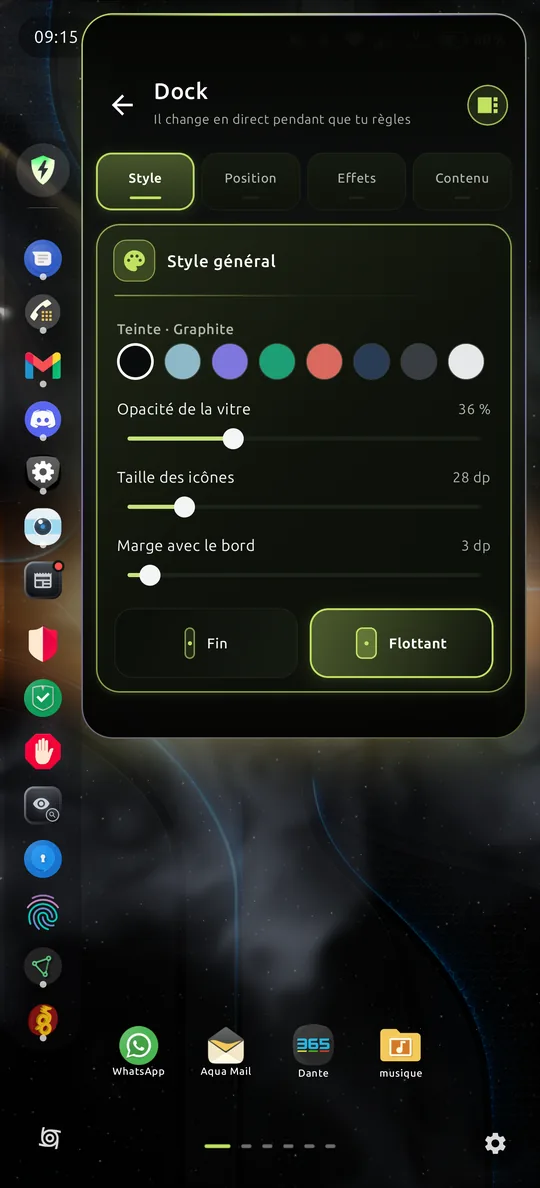 09:15
Dock
Il change en direct pendant que tu règles
Style
Position
Effets
Contenu
Style général
Teinte · Graphite
Opacité de la vitre
36 %
Taille des icônes
28 dp
Marge avec le bord
3 dp
Fin
Flottant
365
WhatsApp
Aqua Mail
Dante
musique